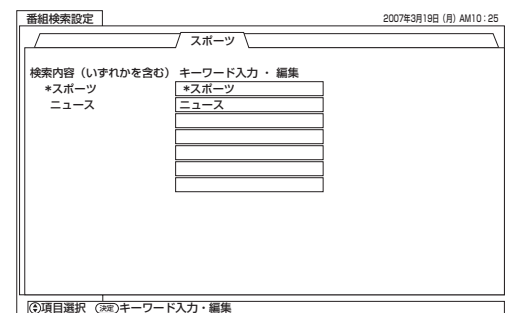 番組検索設定 2007年3月19日 (月) AM10：25
スポーツ
検索内容（いずれかを含む） キーワード入力 ・ 編集
*スポーツ *スポーツ
ニュース ニュース
項目選択 決定 キーワード入力・編集